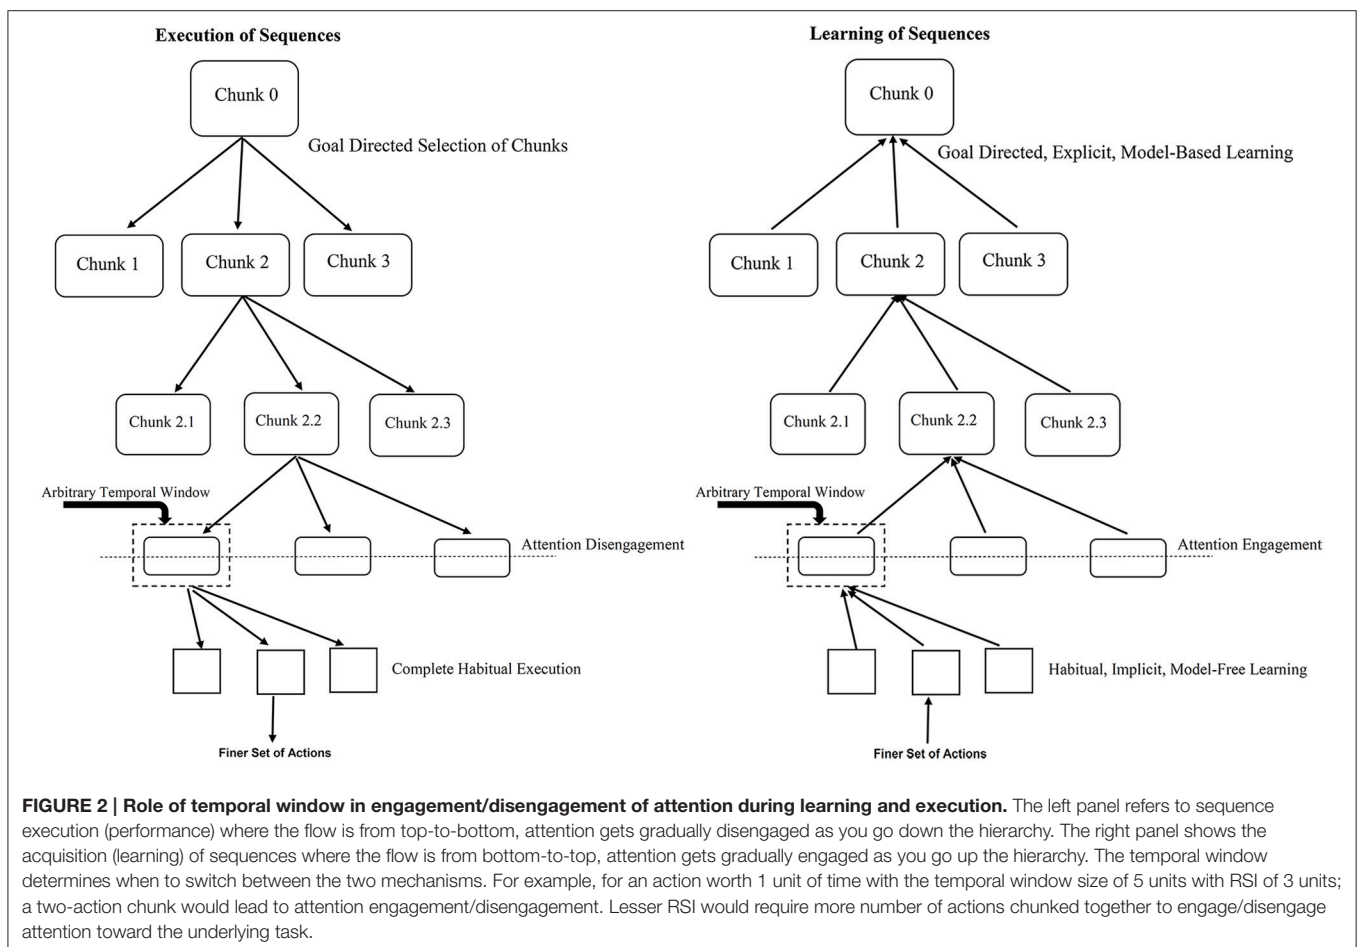 Execution of Sequences
Chunk 0
Goal Directed Selection of Chunks
Chunk 1
Chunk 2
Chunk 3
Chunk 2.1
Chunk 2.2
Chunk 2.3
Arbitrary Temporal Window
Attention Disengagement
Complete Habitual Execution
Finer Set of Actions
Learning of Sequences
Chunk 0
Goal Directed, Explicit, Model-Based Learning
Chunk 1
Chunk 2
Chunk 3
Chunk 2.1
Chunk 2.2
Chunk 2.3
Arbitrary Temporal Window
Attention Engagement
Habitual, Implicit, Model-Free Learning
Finer Set of Actions
FIGURE 2 | Role of temporal window in engagement/disengagement of attention during learning and execution. The left panel refers to sequence
execution (performance) where the flow is from top-to-bottom, attention gets gradually disengaged as you go down the hierarchy. The right panel shows the
acquisition (learning) of sequences where the flow is from bottom-to-top, attention gets gradually engaged as you go up the hierarchy. The temporal window
determines when to switch between the two mechanisms. For example, for an action worth 1 unit of time with the temporal window size of 5 units with RSI of 3 units;
a two-action chunk would lead to attention engagement/disengagement. Lesser RSI would require more number of actions chunked together to engage/disengage
attention toward the underlying task.